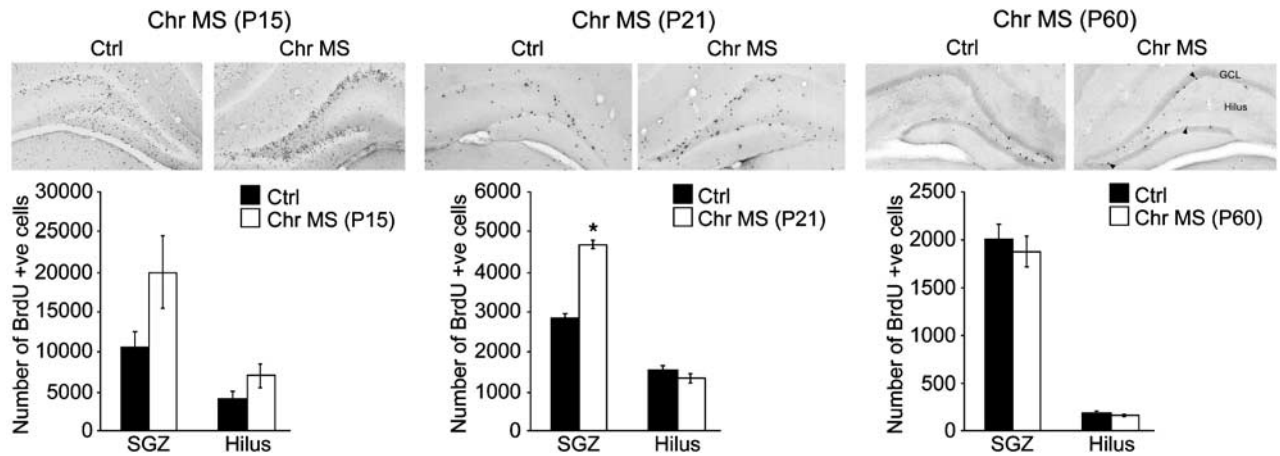 Chr MS (P15)
Ctrl
Chr MS
30000
25000
20000
15000
10000
5000
0
Number of BrdU +ve cells
Ctrl
Chr MS (P15)
SGZ
Hilus
Chr MS (P21)
Ctrl
Chr MS
6000
5000
4000
3000
2000
1000
0
Number of BrdU +ve cells
Ctrl
Chr MS (P21)
*
SGZ
Hilus
Chr MS (P60)
Ctrl
Chr MS
GCL
Hilus
2500
2000
1500
1000
500
0
Number of BrdU +ve cells
Ctrl
Chr MS (P60)
SGZ
Hilus